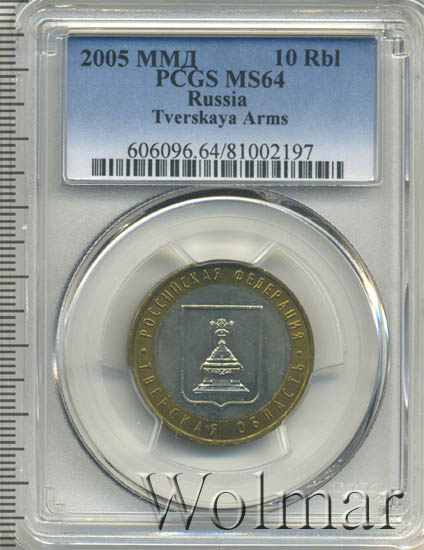 2005 ММД 10 Rbl
PCGS MS64
Russia
Tverskaya Arms
606096.64/81002197
РОССИЙСКАЯ ФЕДЕРАЦИЯ
• ТВЕРСКАЯ ОБЛАСТЬ •
Wolmar